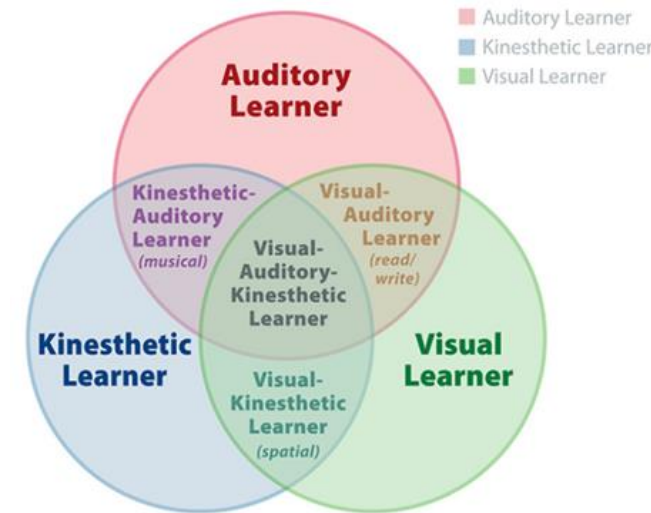 Auditory Learner
Kinesthetic Learner
Visual Learner
Auditory
Learner
Kinesthetic-
Auditory
Learner
(musical)
Visual-
Auditory
Learner
(read/
write)
Visual-
Auditory-
Kinesthetic
Learner
Kinesthetic
Learner
Visual
Learner
Visual-
Kinesthetic
Learner
(spatial)